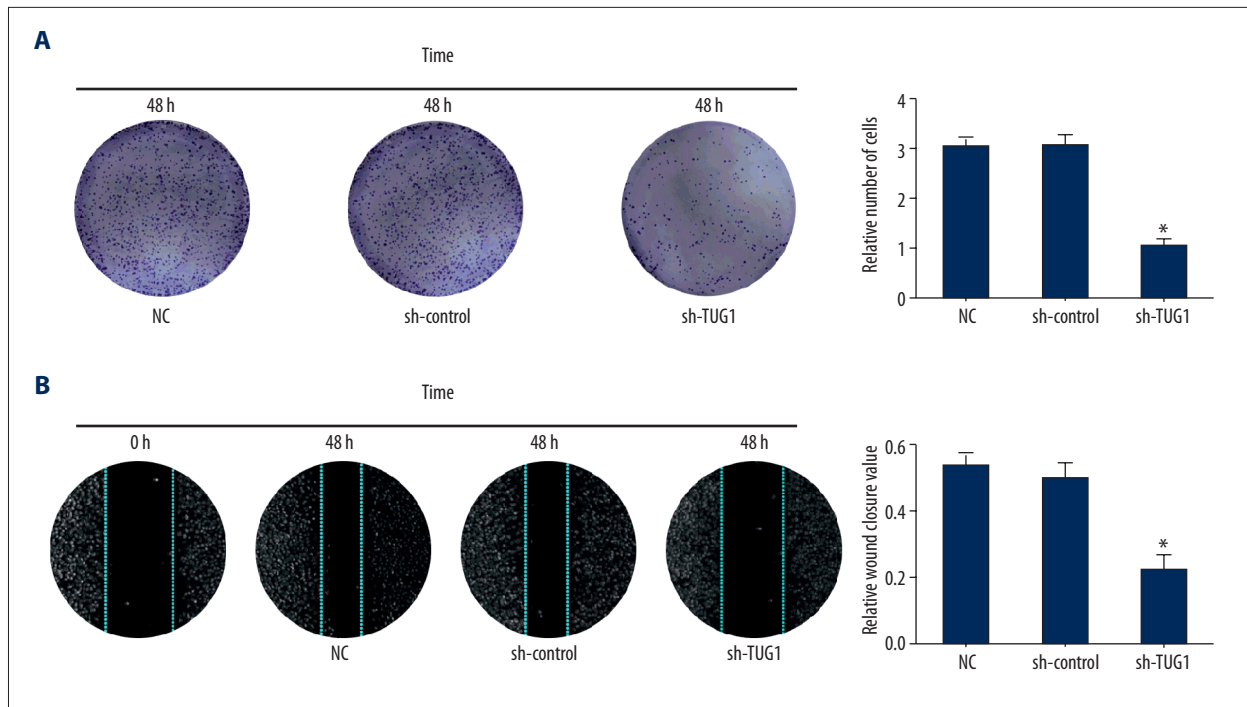 A
Time
48 h 48 h 48 h
NC sh-control sh-TUG1
Relative number of cells
4
3
2
1
0
*
NC sh-control sh-TUG1
B
Time
0 h 48 h 48 h 48 h
NC sh-control sh-TUG1
Relative wound closure value
0.6
0.4
0.2
0.0
*
NC sh-control sh-TUG1